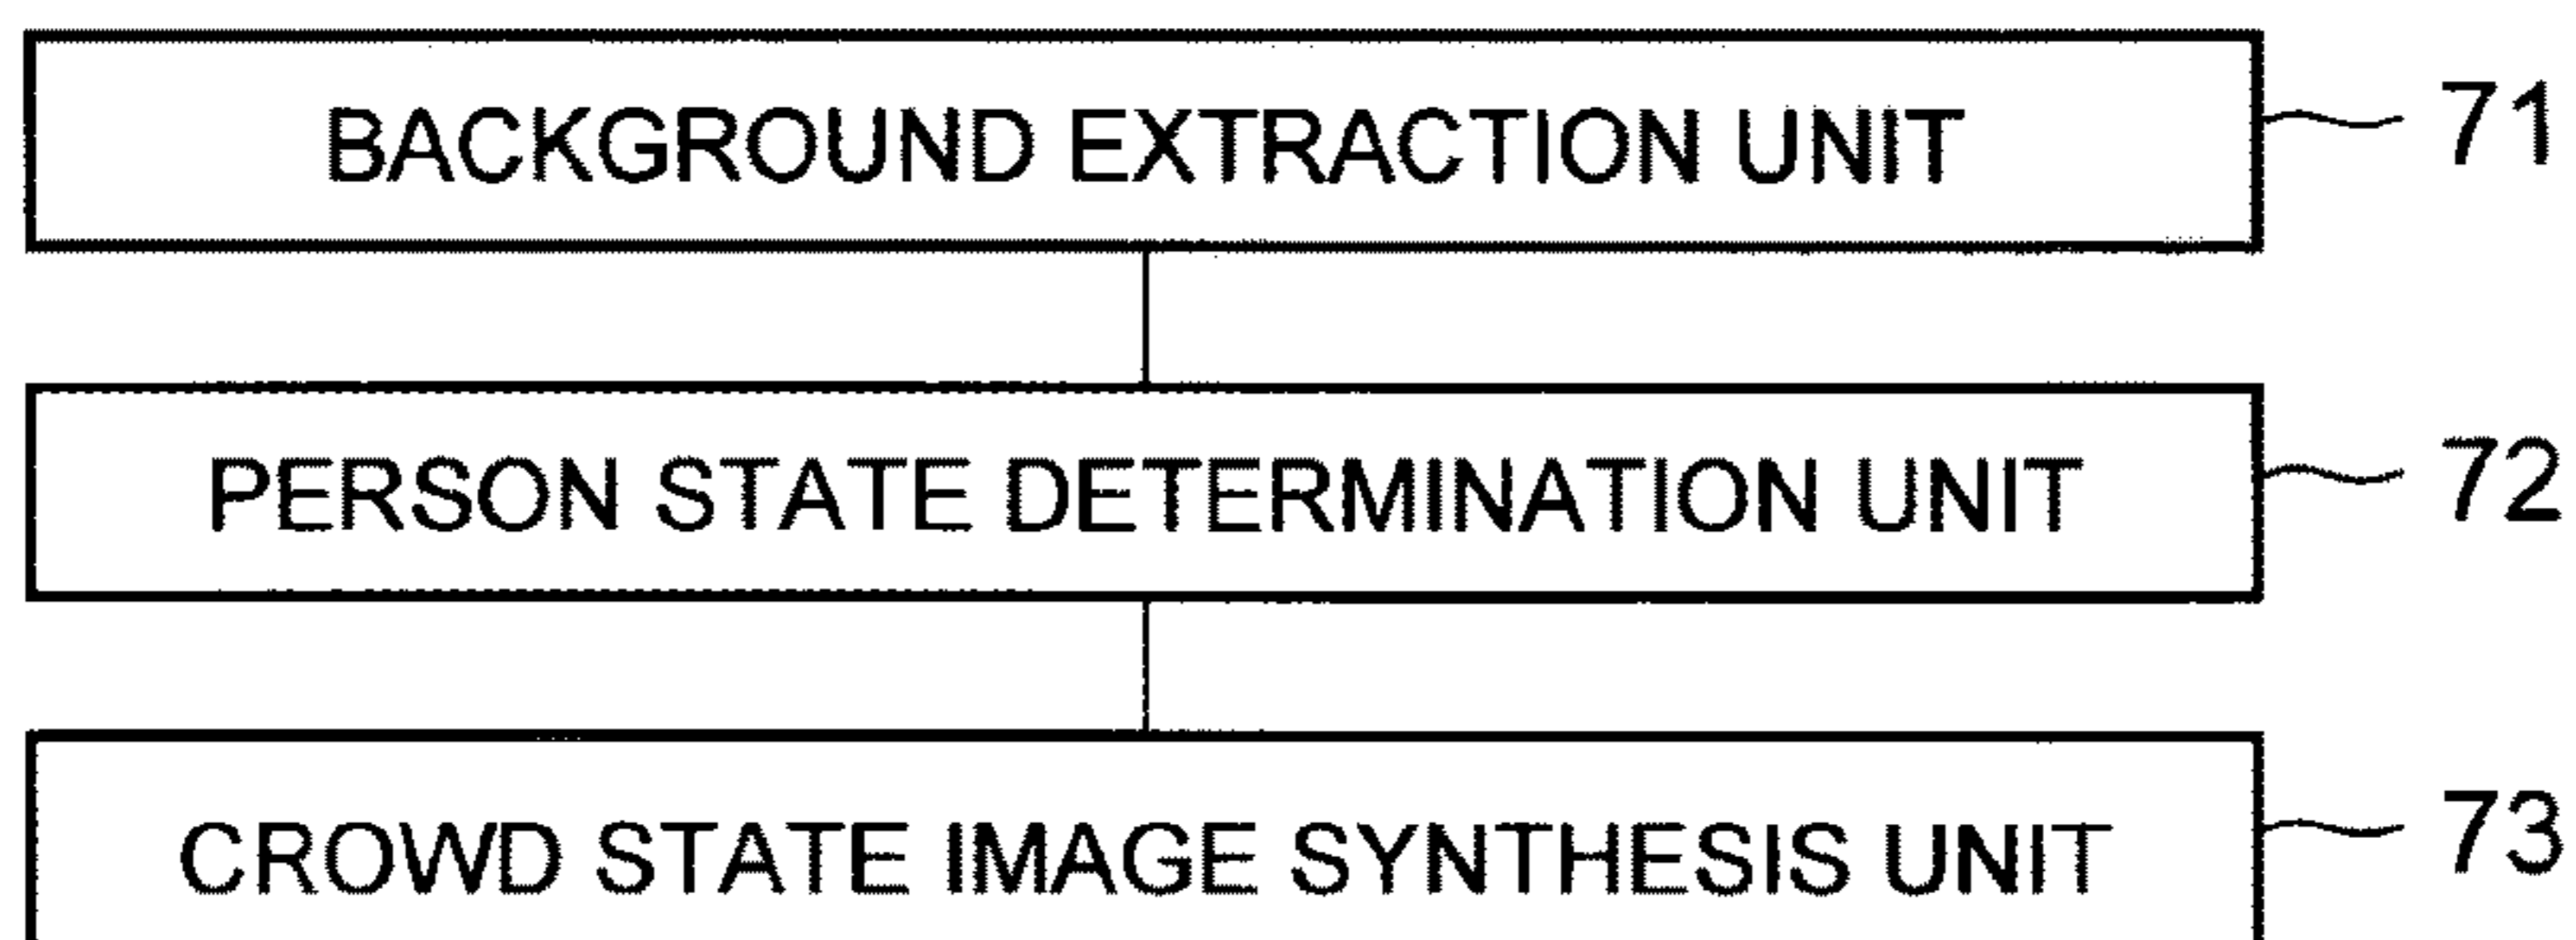 BACKGROUND EXTRACTION UNIT 71
PERSON STATE DETERMINATION UNIT 72
CROWD STATE IMAGE SYNTHESIS UNIT 73